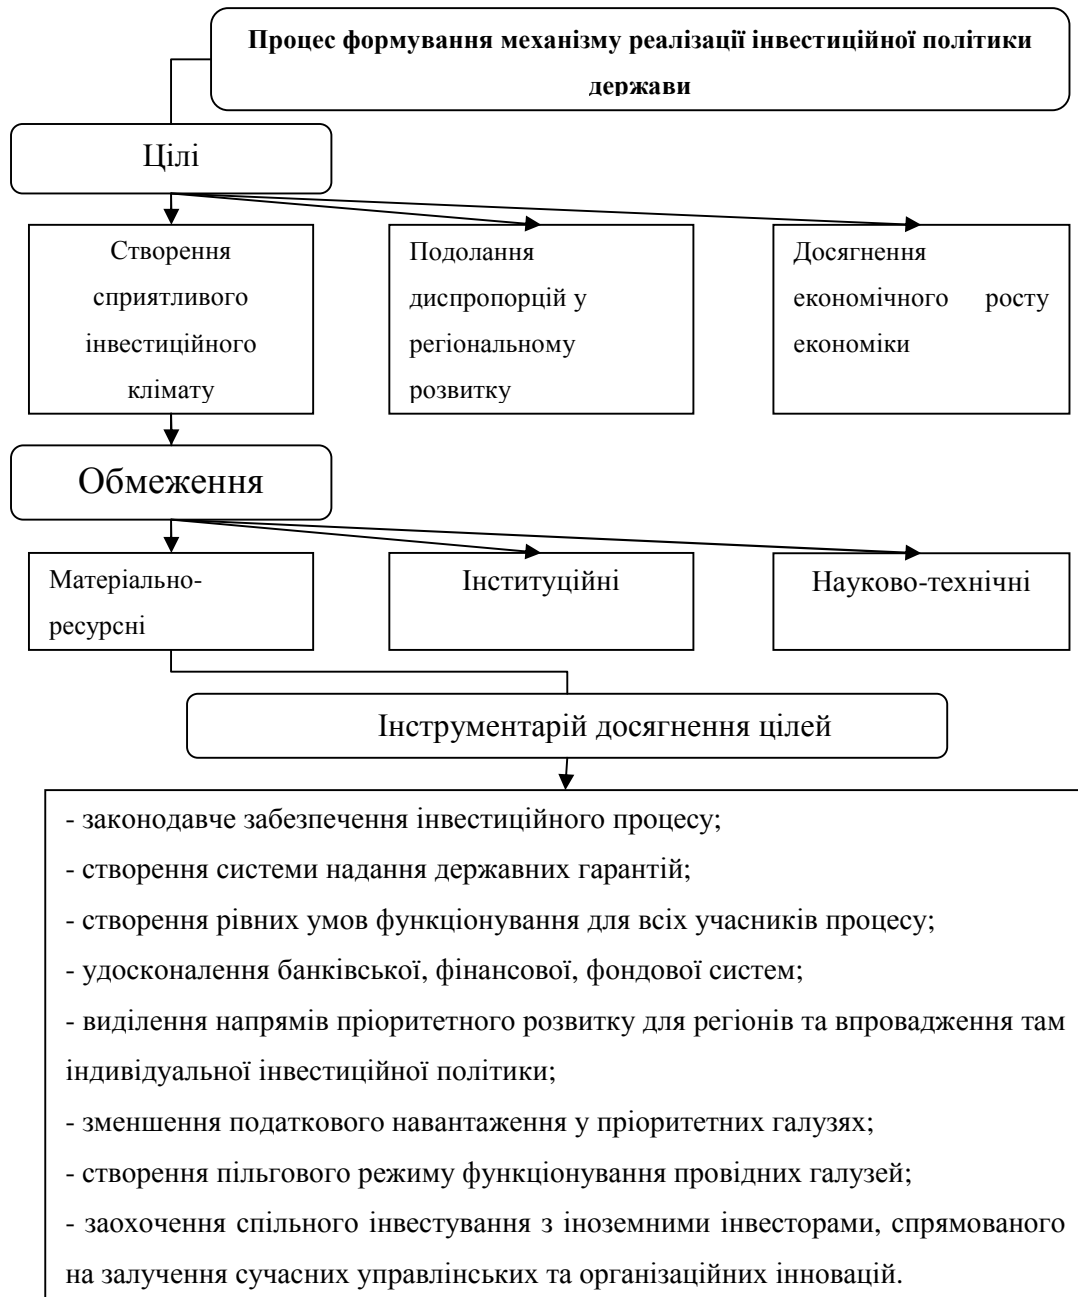 Процес формування механізму реалізації інвестиційної політики
держави
Цілі
Створення
сприятливого
інвестиційного
клімату
Подолання
диспропорцій у
регіональному
розвитку
Досягнення
економічного росту
економіки
Обмеження
Матеріально-
ресурсні
Інституційні
Науково-технічні
Інструментарій досягнення цілей
- законодавче забезпечення інвестиційного процесу;
- створення системи надання державних гарантій;
- створення рівних умов функціонування для всіх учасників процесу;
- удосконалення банківської, фінансової, фондової систем;
- виділення напрямів пріоритетного розвитку для регіонів та впровадження там
індивідуальної інвестиційної політики;
- зменшення податкового навантаження у пріоритетних галузях;
- створення пільгового режиму функціонування провідних галузей;
- заохочення спільного інвестування з іноземними інвесторами, спрямованого
на залучення сучасних управлінських та організаційних інновацій.